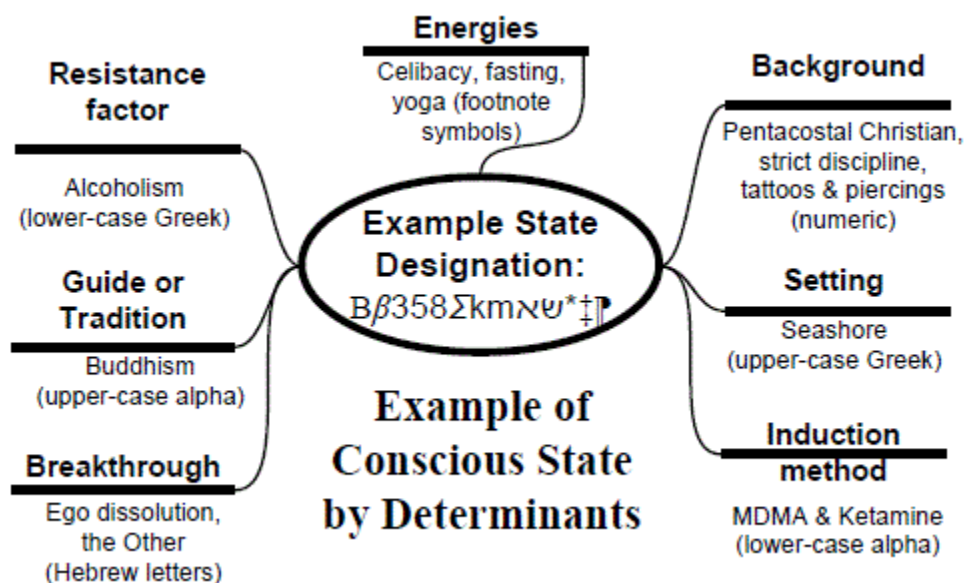 Energies
Celibacy, fasting,
yoga (footnote
symbols)
Resistance
factor
Alcoholism
(lower-case Greek)
Guide or
Tradition
Buddhism
(upper-case alpha)
Breakthrough
Ego dissolution,
the Other
(Hebrew letters)
Example State
Designation:
Bβ358Σkmשא*‡¶
Example of
Conscious State
by Determinants
Background
Pentacostal Christian,
strict discipline,
tattoos & piercings
(numeric)
Setting
Seashore
(upper-case Greek)
Induction
method
MDMA & Ketamine
(lower-case alpha)